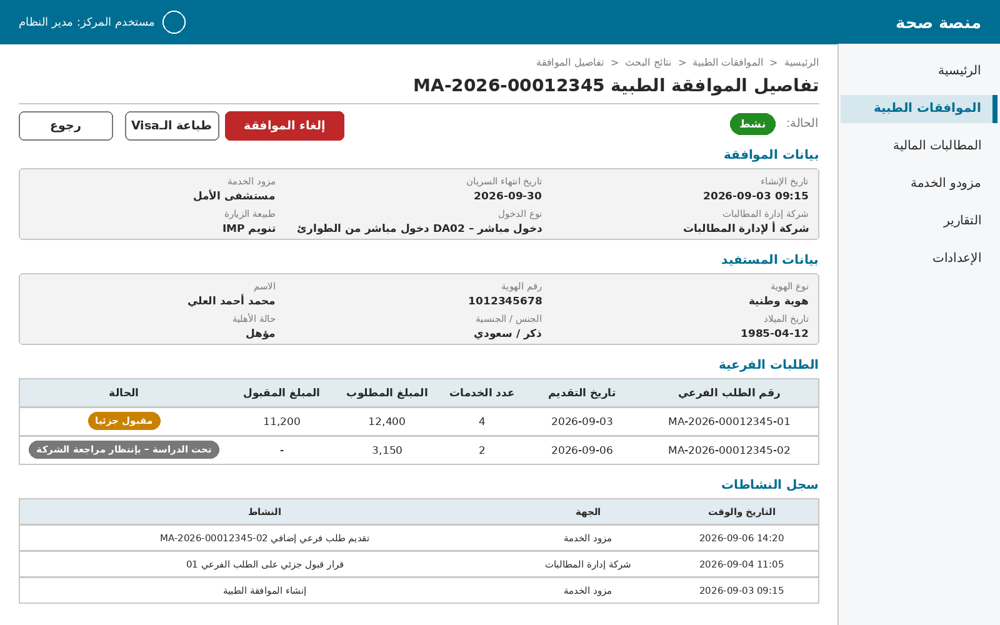 منصة صحة
مستخدم المركز: مدير النظام
الرئيسية
الموافقات الطبية
المطالبات المالية
مزودو الخدمة
التقارير
الإعدادات
الرئيسية > الموافقات الطبية > نتائج البحث > تفاصيل الموافقة
تفاصيل الموافقة الطبية MA-2026-00012345
الحالة: نشط
إلغاء الموافقة
طباعة الـVisa
رجوع
بيانات الموافقة
تاريخ الإنشاء تاريخ انتهاء السريان مزود الخدمة
2026-09-03 09:15 2026-09-30 مستشفى الأمل
شركة إدارة المطالبات نوع الدخول طبيعة الزيارة
شركة أ لإدارة المطالبات دخول مباشر – DA02 دخول مباشر من الطوارئ تنويم IMP
بيانات المستفيد
نوع الهوية رقم الهوية الاسم
هوية وطنية 1012345678 محمد أحمد العلي
تاريخ الميلاد الجنس / الجنسية حالة الأهلية
1985-04-12 ذكر / سعودي مؤهل
الطلبات الفرعية
رقم الطلب الفرعي تاريخ التقديم عدد الخدمات المبلغ المطلوب المبلغ المقبول الحالة
MA-2026-00012345-01 2026-09-03 4 12,400 11,200 مقبول جزئيا
MA-2026-00012345-02 2026-09-06 2 3,150 - تحت الدراسة – بإنتظار مراجعة الشركة
سجل النشاطات
التاريخ والوقت الجهة النشاط
2026-09-06 14:20 مزود الخدمة تقديم طلب فرعي إضافي MA-2026-00012345-02
2026-09-04 11:05 شركة إدارة المطالبات قرار قبول جزئي على الطلب الفرعي 01
2026-09-03 09:15 مزود الخدمة إنشاء الموافقة الطبية